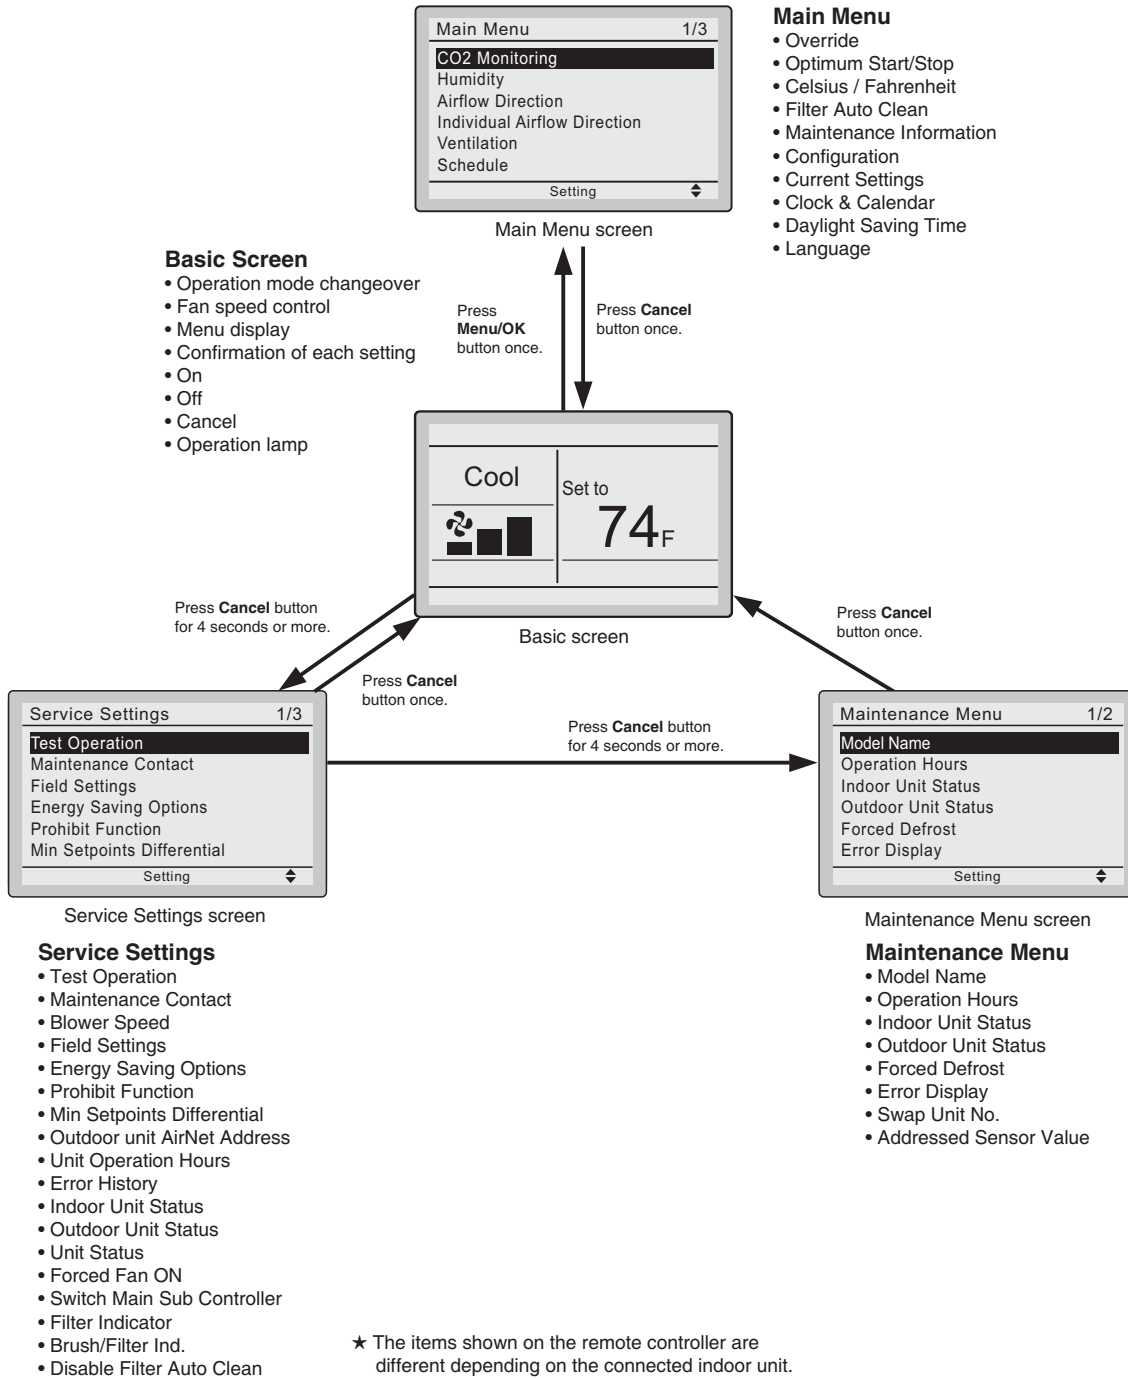 Main Menu 1/3
CO2 Monitoring
Humidity
Airflow Direction
Individual Airflow Direction
Ventilation
Schedule
Setting
Main Menu screen
Main Menu
• Override
• Optimum Start/Stop
• Celsius / Fahrenheit
• Filter Auto Clean
• Maintenance Information
• Configuration
• Current Settings
• Clock & Calendar
• Daylight Saving Time
• Language
Basic Screen
• Operation mode changeover
• Fan speed control
• Menu display
• Confirmation of each setting
• On
• Off
• Cancel
• Operation lamp
Press
Menu/OK
button once.
Press Cancel
button once.
Cool
Set to
74F
Basic screen
Press Cancel button
for 4 seconds or more.
Press Cancel
button once.
Press Cancel
button once.
Press Cancel button
for 4 seconds or more.
Service Settings 1/3
Test Operation
Maintenance Contact
Field Settings
Energy Saving Options
Prohibit Function
Min Setpoints Differential
Setting
Service Settings screen
Maintenance Menu 1/2
Model Name
Operation Hours
Indoor Unit Status
Outdoor Unit Status
Forced Defrost
Error Display
Setting
Maintenance Menu screen
Service Settings
• Test Operation
• Maintenance Contact
• Blower Speed
• Field Settings
• Energy Saving Options
• Prohibit Function
• Min Setpoints Differential
• Outdoor unit AirNet Address
• Unit Operation Hours
• Error History
• Indoor Unit Status
• Outdoor Unit Status
• Unit Status
• Forced Fan ON
• Switch Main Sub Controller
• Filter Indicator
• Brush/Filter Ind.
• Disable Filter Auto Clean
Maintenance Menu
• Model Name
• Operation Hours
• Indoor Unit Status
• Outdoor Unit Status
• Forced Defrost
• Error Display
• Swap Unit No.
• Addressed Sensor Value
★ The items shown on the remote controller are
different depending on the connected indoor unit.